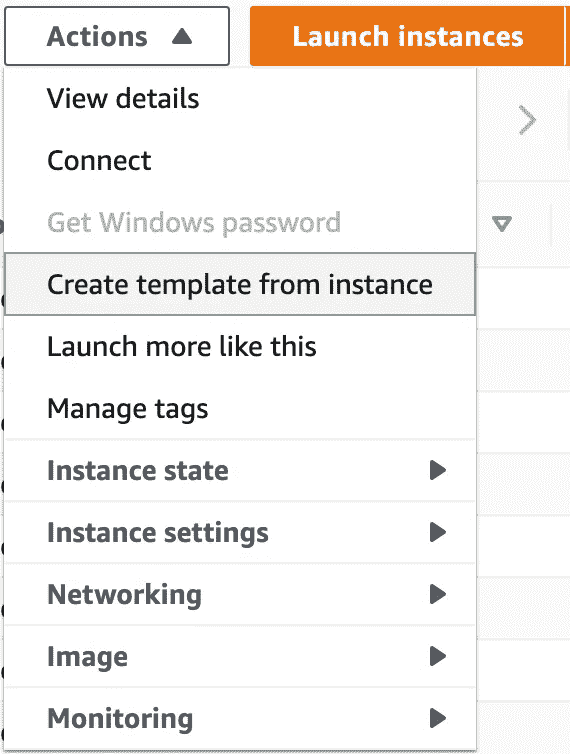 Actions
Launch instances
View details
Connect
Get Windows password
Create template from instance
Launch more like this
Manage tags
Instance state
Instance settings
Networking
Image
Monitoring